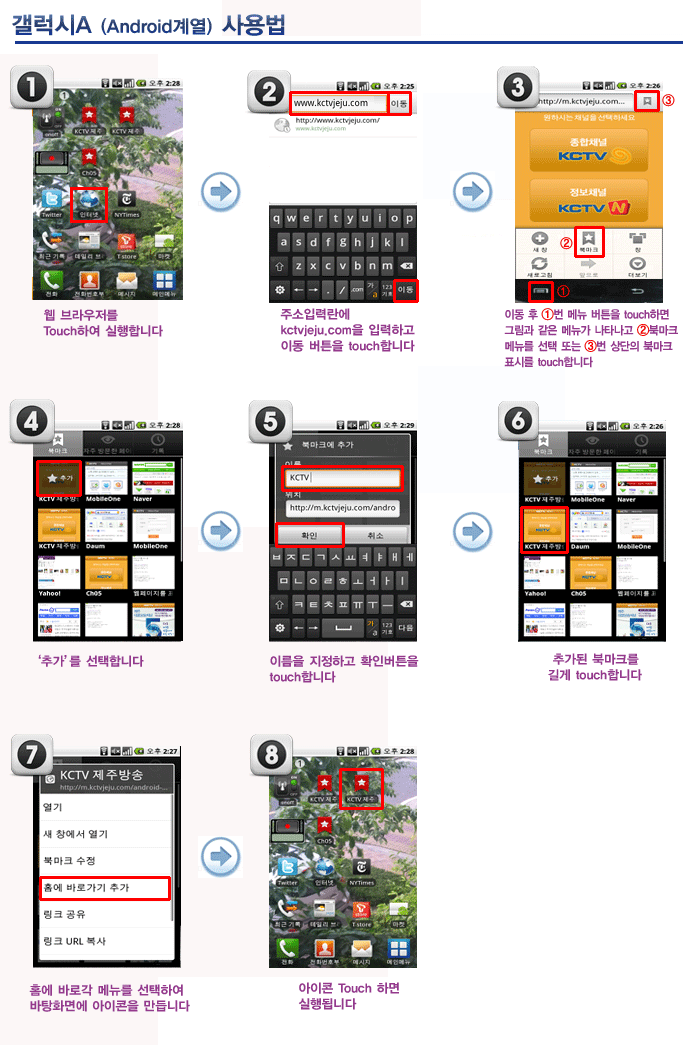 갤럭시A (Android계열) 사용법
1
오후 2:28
1
on/off
KCTV 제주
KCTV 제주
Ch05
Twitter
인터넷
NYTimes
최근 기록
데일리 브리
T store
마켓
전화
전화번호부
메시지
메인메뉴
웹 브라우저를
Touch하여 실행합니다
2
오후 2:25
www.kctvjeju.com
이동
http://www.kctvjeju.com/
www.kctvjeju.com
q w e r t y u i o p
a s d f g h j k l
z x c v b n m
. / .com 가 a 123 기호 이동
주소입력란에
kctvjeju.com을 입력하고
이동 버튼을 touch합니다
3
오후 2:26
http://m.kctvjeju.com...
③
원하시는 채널을 선택하세요
종합채널
KCTV
정보채널
KCTV N
새 창
②
북마크
창
새로고침
앞으로
더보기
①
이동 후 ①번 메뉴 버튼을 touch하면
그림과 같은 메뉴가 나타나고 ②북마크
메뉴를 선택 또는 ③번 상단의 북마크
표시를 touch합니다
4
오후 2:28
북마크
자주 방문한 페이
기록
추가
KCTV 제주방송
MobileOne
Naver
KCTV 제주방송
Daum
MobileOne
Yahoo!
Ch05
웹페이지를 표
'추가'를 선택합니다
5
오후 2:29
북마크에 추가
이름
KCTV
위치
http://m.kctvjeju.com/andro
확인
취소
ㅂ ㅈ ㄷ ㄱ ㅅ ㅛ ㅕ ㅑ ㅐ ㅔ
ㅁ ㄴ ㅇ ㄹ ㅎ ㅗ ㅓ ㅏ ㅣ
ㅋ ㅌ ㅊ ㅍ ㅠ ㅜ ㅡ
가 a 123 기호 다음
이름을 지정하고 확인버튼을
touch합니다
6
오후 2:26
북마크
자주 방문한 페이
기록
추가
KCTV 제주방송
MobileOne
Naver
KCTV 제주방송
Daum
MobileOne
Yahoo!
Ch05
웹페이지를 표
추가된 북마크를
길게 touch합니다
7
오후 2:27
KCTV 제주방송
http://m.kctvjeju.com/android-...
열기
새 창에서 열기
북마크 수정
홈에 바로가기 추가
링크 공유
링크 URL 복사
홈에 바로각 메뉴를 선택하여
바탕화면에 아이콘을 만듭니다
8
오후 2:28
1
on/off
KCTV 제주
KCTV 제주
Ch05
Twitter
인터넷
NYTimes
최근 기록
데일리 브리
T store
마켓
전화
전화번호부
메시지
메인메뉴
아이콘 Touch 하면
실행됩니다